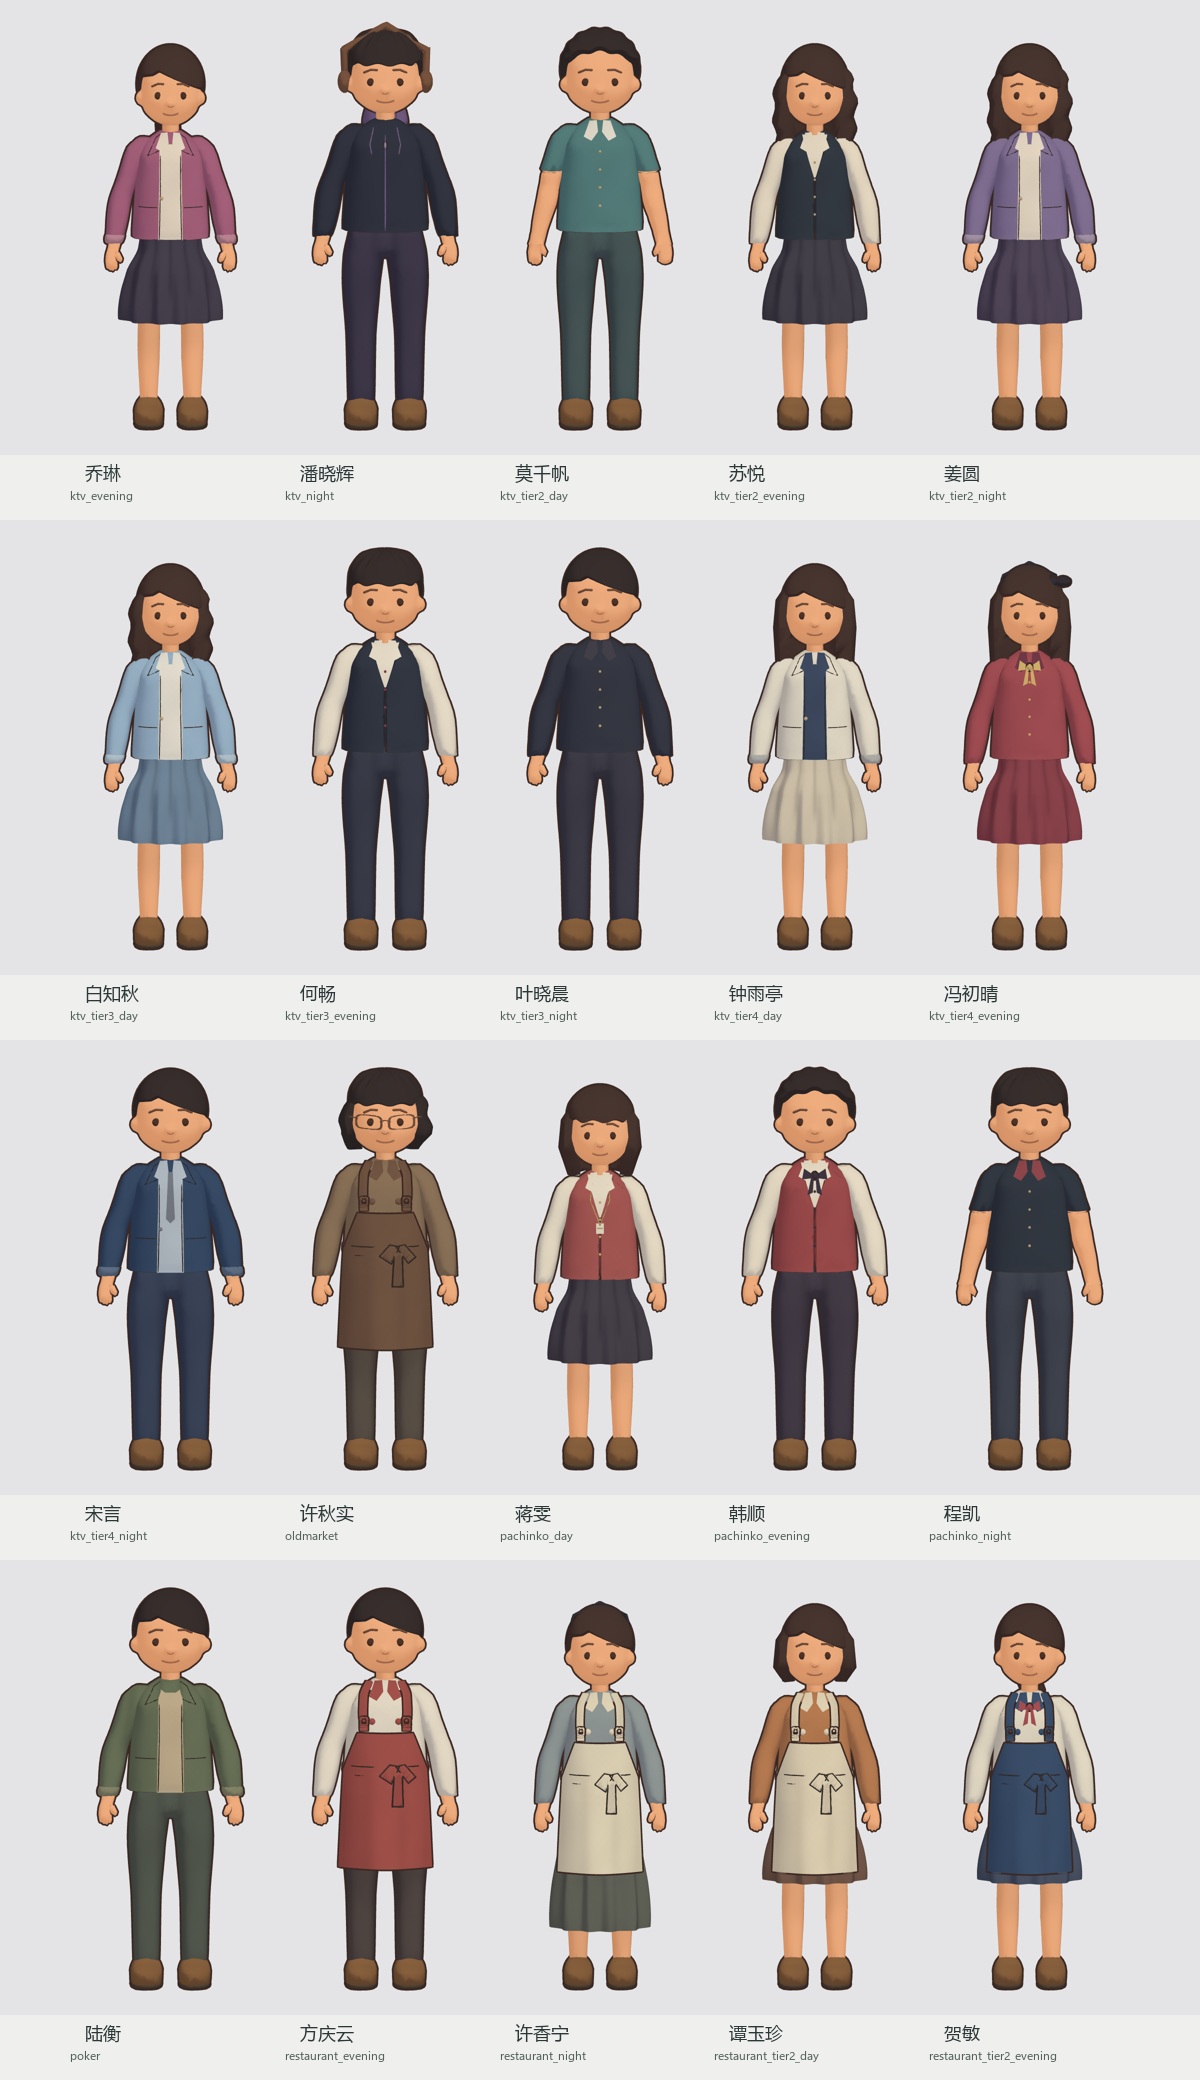 乔琳
ktv_evening
潘晓辉
ktv_night
莫千帆
ktv_tier2_day
苏悦
ktv_tier2_evening
姜圆
ktv_tier2_night
白知秋
ktv_tier3_day
何畅
ktv_tier3_evening
叶晓晨
ktv_tier3_night
钟雨亭
ktv_tier4_day
冯初晴
ktv_tier4_evening
宋言
ktv_tier4_night
许秋实
oldmarket
蒋雯
pachinko_day
韩顺
pachinko_evening
程凯
pachinko_night
陆衡
poker
方庆云
restaurant_evening
许香宁
restaurant_night
谭玉珍
restaurant_tier2_day
贺敏
restaurant_tier2_evening